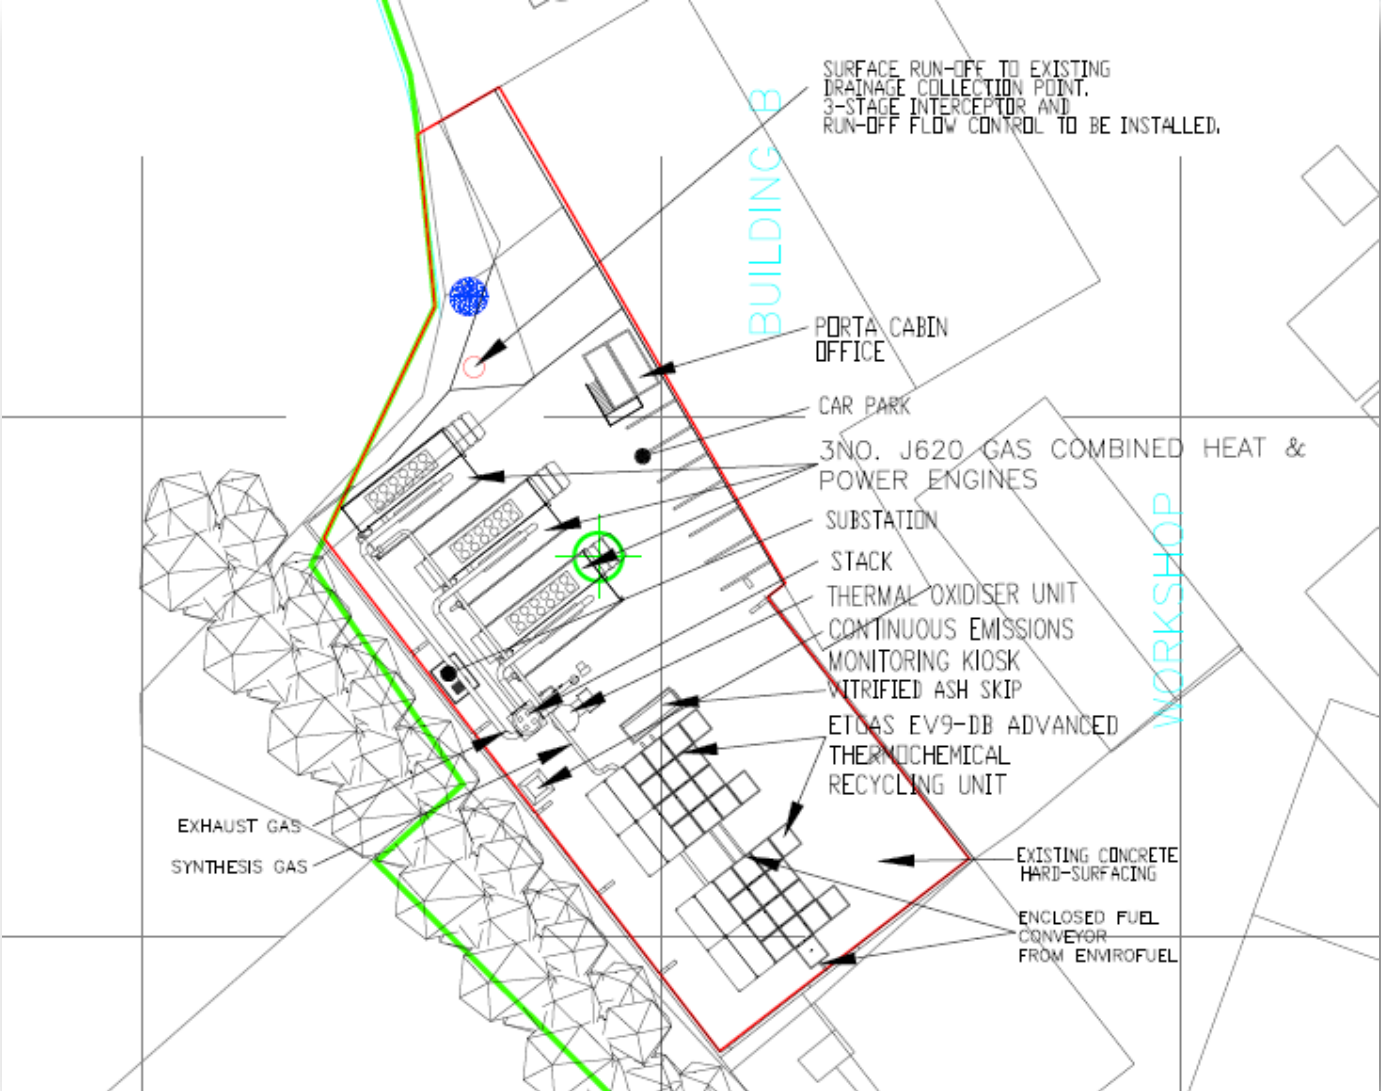 SURFACE RUN-OFF TO EXISTING
DRAINAGE COLLECTION POINT.
3-STAGE INTERCEPTOR AND
RUN-OFF FLOW CONTROL TO BE INSTALLED.
BUILDING B
PORTA CABIN
OFFICE
CAR PARK
3NO. J620 GAS COMBINED HEAT &
POWER ENGINES
SUBSTATION
STACK
THERMAL OXIDISER UNIT
CONTINUOUS EMISSIONS
MONITORING KIOSK
VITRIFIED ASH SKIP
ETGAS EV9-DB ADVANCED
THERMOCHEMICAL
RECYCLING UNIT
WORKSHOP
EXHAUST GAS
SYNTHESIS GAS
EXISTING CONCRETE
HARD-SURFACING
ENCLOSED FUEL
CONVEYOR
FROM ENVIROFUEL